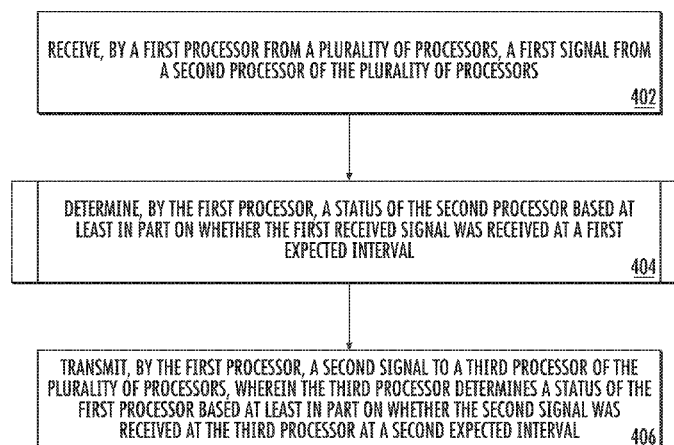 RECEIVE, BY A FIRST PROCESSOR FROM A PLURALITY OF PROCESSORS, A FIRST SIGNAL FROM
A SECOND PROCESSOR OF THE PLURALITY OF PROCESSORS
402
DETERMINE, BY THE FIRST PROCESSOR, A STATUS OF THE SECOND PROCESSOR BASED AT
LEAST IN PART ON WHETHER THE FIRST RECEIVED SIGNAL WAS RECEIVED AT A FIRST
EXPECTED INTERVAL
404
TRANSMIT, BY THE FIRST PROCESSOR, A SECOND SIGNAL TO A THIRD PROCESSOR OF THE
PLURALITY OF PROCESSORS, WHEREIN THE THIRD PROCESSOR DETERMINES A STATUS OF THE
FIRST PROCESSOR BASED AT LEAST IN PART ON WHETHER THE SECOND SIGNAL WAS
RECEIVED AT THE THIRD PROCESSOR AT A SECOND EXPECTED INTERVAL
406